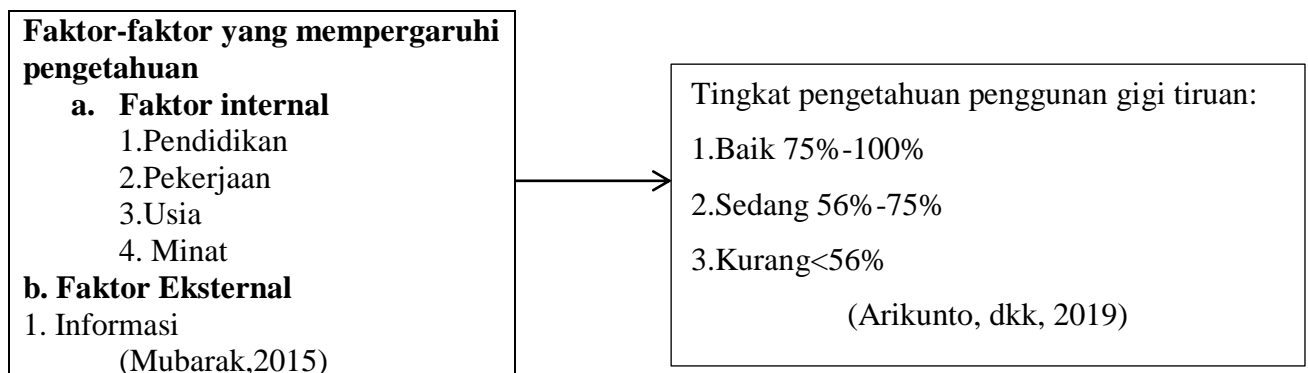 Faktor-faktor yang mempergaruhi
pengetahuan
a. Faktor internal
1.Pendidikan
2.Pekerjaan
3.Usia
4. Minat
b. Faktor Eksternal
1. Informasi
(Mubarak,2015)
Tingkat pengetahuan penggunan gigi tiruan:
1.Baik 75%-100%
2.Sedang 56%-75%
3.Kurang<56%
(Arikunto, dkk, 2019)